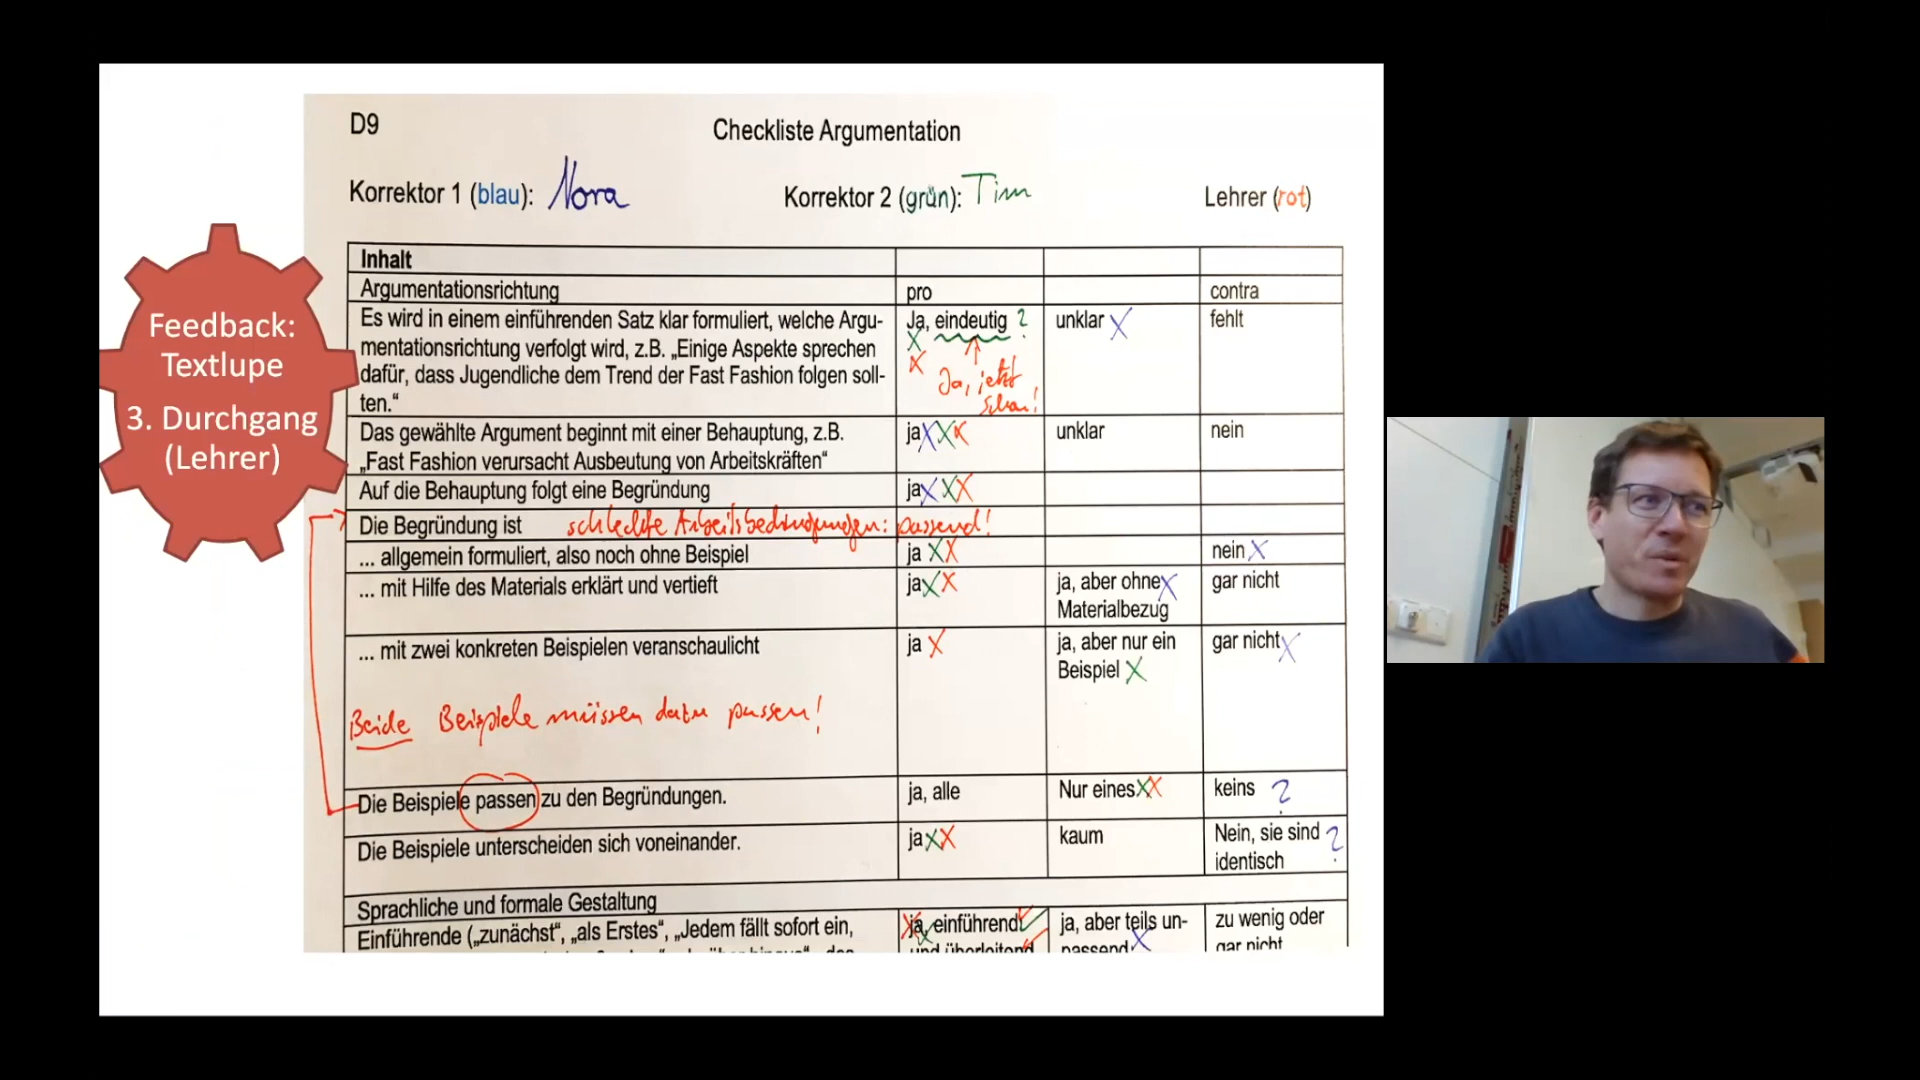 Feedback:
Textlupe
3. Durchgang
(Lehrer)
D9
Checkliste Argumentation
Korrektor 1 (blau): Nora
Korrektor 2 (grün): Tim
Lehrer (rot)
Inhalt
Argumentationsrichtung
pro
contra
Es wird in einem einführenden Satz klar formuliert, welche Argu-
mentationsrichtung verfolgt wird, z.B. „Einige Aspekte sprechen
dafür, dass Jugendliche dem Trend der Fast Fashion folgen soll-
ten.“
Ja, eindeutig ?
X
X
Ja, jetzt
schon!
unklar X
fehlt
Das gewählte Argument beginnt mit einer Behauptung, z.B.
„Fast Fashion verursacht Ausbeutung von Arbeitskräften“
ja X X X
unklar
nein
Auf die Behauptung folgt eine Begründung
ja X X X
Die Begründung ist schlechte Arbeitsbedingungen: passend!
... allgemein formuliert, also noch ohne Beispiel
ja X X
nein X
... mit Hilfe des Materials erklärt und vertieft
ja X X
ja, aber ohne X
Materialbezug
gar nicht
... mit zwei konkreten Beispielen veranschaulicht
ja X
ja, aber nur ein
Beispiel X
gar nicht X
Beide Beispiele müssen dazu passen!
Die Beispiele passen zu den Begründungen.
ja, alle
Nur eines X X
keins ?
Die Beispiele unterscheiden sich voneinander.
ja X X
kaum
Nein, sie sind ?
identisch
Sprachliche und formale Gestaltung
Einführende („zunächst“, „als Erstes“, „Jedem fällt sofort ein,
ja, einführend
und überleitend
ja, aber teils un-
passend X
zu wenig oder
gar nicht